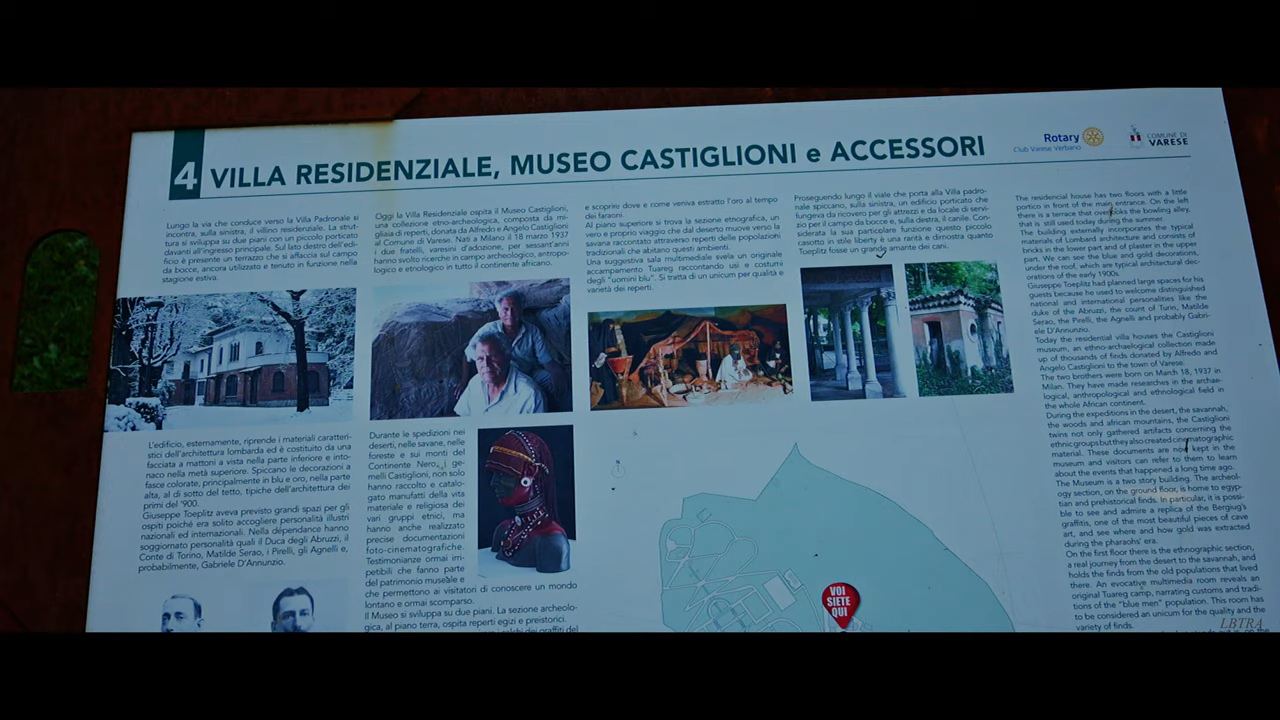 4 VILLA RESIDENZIALE, MUSEO CASTIGLIONI e ACCESSORI
Rotary
Club Varese Verbano
COMUNE DI
VARESE
Lungo la via che conduce verso la Villa Padronale si
incontra, sulla sinistra, il villino residenziale. La strut-
tura si sviluppa su due piani con un piccolo porticato
davanti all'ingresso principale. Sul lato destro dell'edi-
ficio è presente un terrazzo che si affaccia sul campo
da bocce, ancora utilizzato e tenuto in funzione nella
stagione estiva.
L'edificio, esternamente, riprende i materiali caratteri-
stici dell'architettura lombarda ed è costituito da una
facciata a mattoni a vista nella parte inferiore e into-
naco nella metà superiore. Spiccano le decorazioni a
fasce colorate, principalmente in blu e oro, nella parte
alta, al di sotto del tetto, tipiche dell'architettura dei
primi del '900.
Giuseppe Toeplitz aveva previsto grandi spazi per gli
ospiti poiché era solito accogliere personalità illustri
nazionali ed internazionali. Nella dépendance hanno
soggiornato personalità quali il Duca degli Abruzzi, il
Conte di Torino, Matilde Serao, i Pirelli, gli Agnelli e,
probabilmente, Gabriele D'Annunzio.
Oggi la Villa Residenziale ospita il Museo Castiglioni,
una collezione etno-archeologica, composta da mi-
gliaia di reperti, donata da Alfredo e Angelo Castiglioni
al Comune di Varese. Nati a Milano il 18 marzo 1937
i due fratelli, varesini d'adozione, per sessant'anni
hanno svolto ricerche in campo archeologico, antropo-
logico e etnologico in tutto il continente africano.
Durante le spedizioni nei
deserti, nelle savane, nelle
foreste e sui monti del
Continente Nero, i ge-
melli Castiglioni, non solo
hanno raccolto e catalo-
gato manufatti della vita
materiale e religiosa dei
vari gruppi etnici, ma
hanno anche realizzato
precise documentazioni
foto-cinematografiche.
Testimonianze ormai im-
petibili che fanno parte
del patrimonio museale e
che permettono ai visitatori di conoscere un mondo
lontano e ormai scomparso.
Il Museo si sviluppa su due piani. La sezione archeolo-
gica, al piano terra, ospita reperti egizi e preistorici.
calchi dei graffiti del
e scoprire dove e come veniva estratto l'oro al tempo
dei faraoni.
Al piano superiore si trova la sezione etnografica, un
vero e proprio viaggio che dal deserto muove verso la
savana raccontato attraverso reperti delle popolazioni
tradizionali che abitano questi ambienti.
Una suggestiva sala multimediale svela un originale
accampamento Tuareg raccontando usi e costumi
degli "uomini blu". Si tratta di un unicum per qualità e
varietà dei reperti.
Proseguendo lungo il viale che porta alla Villa padro-
nale spiccano, sulla sinistra, un edificio porticato che
fungeva da ricovero per gli attrezzi e da locale di servi-
zio per il campo da bocce e, sulla destra, il canile. Con-
siderata la sua particolare funzione questo piccolo
casotto in stile liberty è una rarità e dimostra quanto
Toeplitz fosse un grande amante dei cani.
N
VOI
SIETE
QUI
The residencial house has two floors with a little
portico in front of the main entrance. On the left
there is a terrace that overlooks the bowling alley,
that is still used today during the summer.
The building externally incorporates the typical
materials of Lombard architecture and consists of
bricks in the lower part and of plaster in the upper
part. We can see the blue and gold decorations,
under the roof, which are typical architectural dec-
orations of the early 1900s.
Giuseppe Toeplitz had planned large spaces for his
guests because he used to welcome distinguished
national and international personalities like the
duke of the Abruzzi, the count of Turin, Matilde
Serao, the Pirelli, the Agnelli and probably Gabri-
ele D'Annunzio.
Today the residential villa houses the Castiglioni
museum, an ethno-archaelogical collection made
up of thousands of finds donated by Alfredo and
Angelo Castiglioni to the town of Varese.
The two brothers were born on March 18, 1937 in
Milan. They have made researches in the archae-
logical, anthropological and ethnological field in
the whole African continent.
During the expeditions in the desert, the savannah,
the woods and african mountains, the Castiglioni
twins not only gathered artifacts concerning the
ethnic groups but they also created cinematographic
material. These documents are now kept in the
museum and visitors can refer to them to learn
about the events that happened a long time ago.
The Museum is a two story building. The archeol-
ogy section, on the ground floor, is home to egyp-
tian and prehistorical finds. In particular, it is possi-
ble to see and admire a replica of the Bergiug's
graffitis, one of the most beautiful pieces of cave
art, and see where and how gold was extracted
during the pharaohs' era.
On the first floor there is the ethnographic section,
a real journey from the desert to the savannah, and
holds the finds from the old populations that lived
there. An evocative multimedia room reveals an
original Tuareg camp, narrating customs and tradi-
tions of the "blue men" population. This room has
to be considered an unicum for the quality and the
variety of finds.
LBTRA